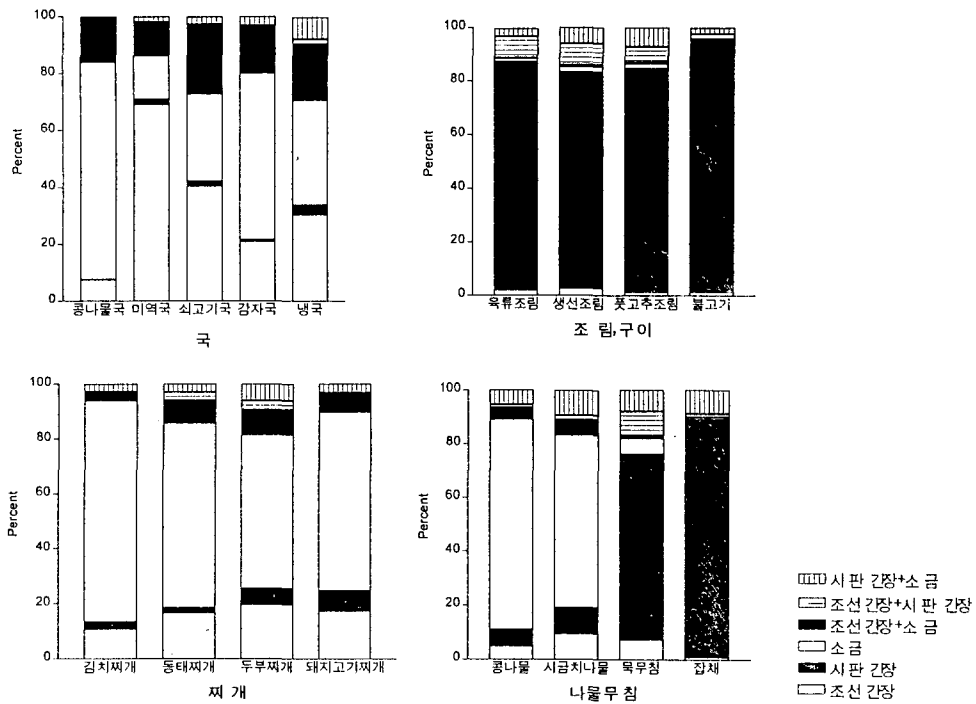 100
80
60
40
20
0
Percent
콩나물국 미역국 쇠고기국 감자국 냉국
국
100
80
60
40
20
0
Percent
육류조림 생선조림 풋고추조림 불고기
조 림,구이
100
80
60
40
20
0
Percent
김치찌개 동태찌개 두부찌개 돼지고기찌개
찌 개
100
80
60
40
20
0
Percent
콩나물 시금치나물 묵무침 잡채
나물무침
시판 간장+소금
조선간장+시판 간장
조선간장+소금
소금
시판 간장
조선 간장